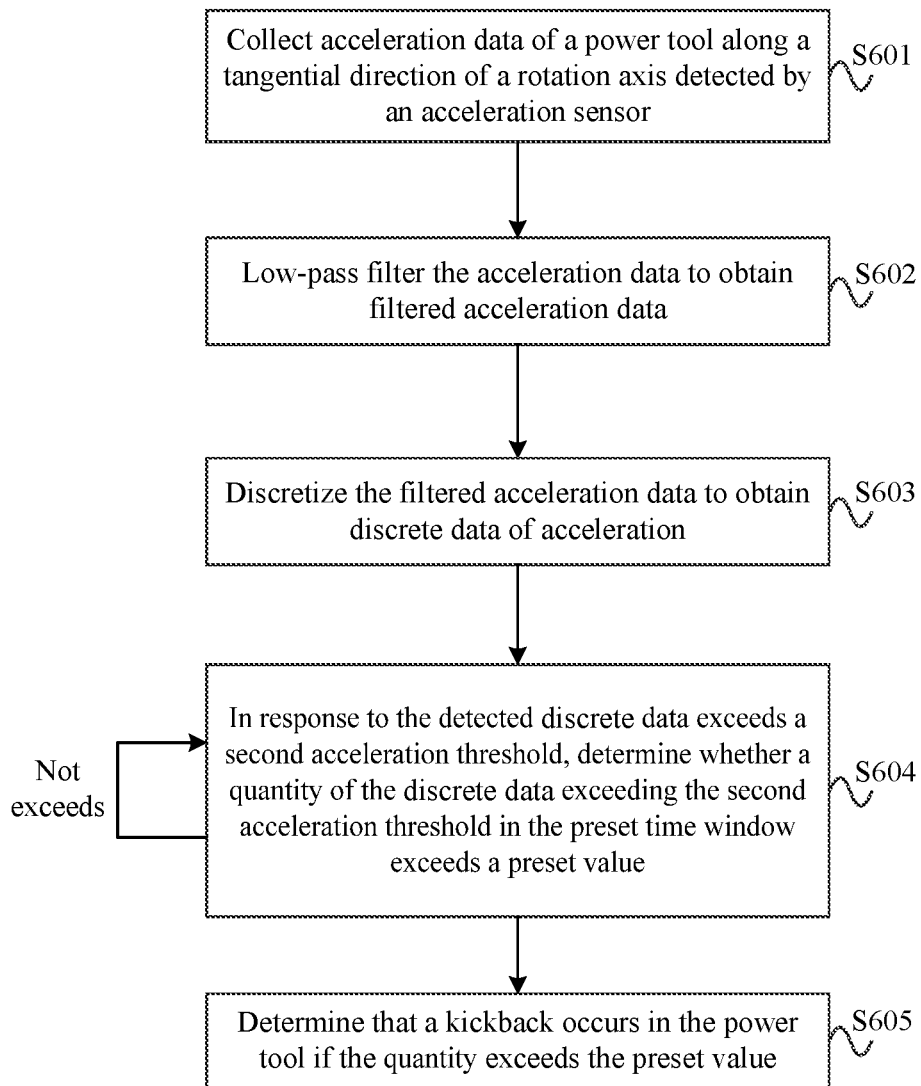 Collect acceleration data of a power tool along a
tangential direction of a rotation axis detected by
an acceleration sensor
S601
Low-pass filter the acceleration data to obtain
filtered acceleration data
S602
Discretize the filtered acceleration data to obtain
discrete data of acceleration
S603
In response to the detected discrete data exceeds a
second acceleration threshold, determine whether a
quantity of the discrete data exceeding the second
acceleration threshold in the preset time window
exceeds a preset value
S604
Not
exceeds
Determine that a kickback occurs in the power
tool if the quantity exceeds the preset value
S605